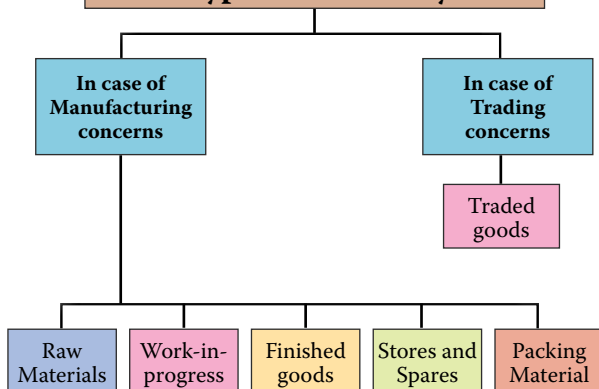 In case of
Manufacturing
concerns
In case of
Trading
concerns
Traded
goods
Raw
Materials
Work-in-
progress
Finished
goods
Stores and
Spares
Packing
Material